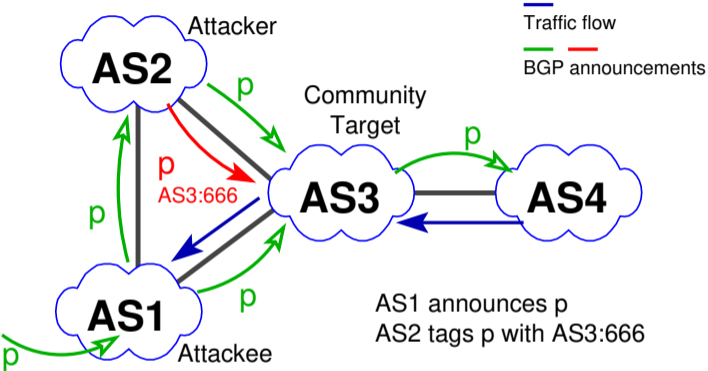 Attacker
AS2
Traffic flow
BGP announcements
p
Community
Target
p
p
AS3:666
AS3
AS4
p
p
AS1
Attackee
p
AS1 announces p
AS2 tags p with AS3:666